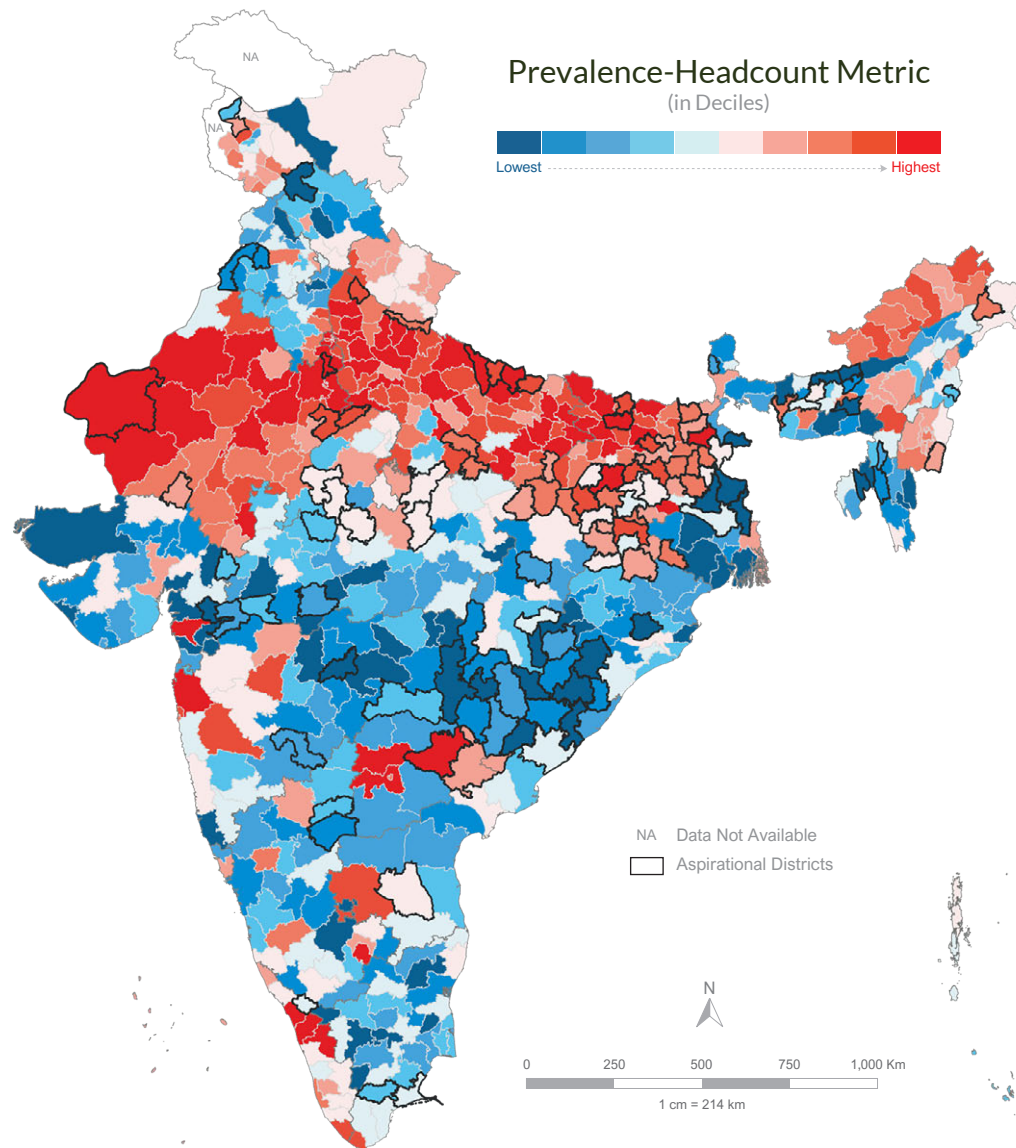 Prevalence-Headcount Metric
(in Deciles)
Lowest
Highest
NA
NA
NA Data Not Available
Aspirational Districts
N
0 250 500 750 1,000 Km
1 cm = 214 km